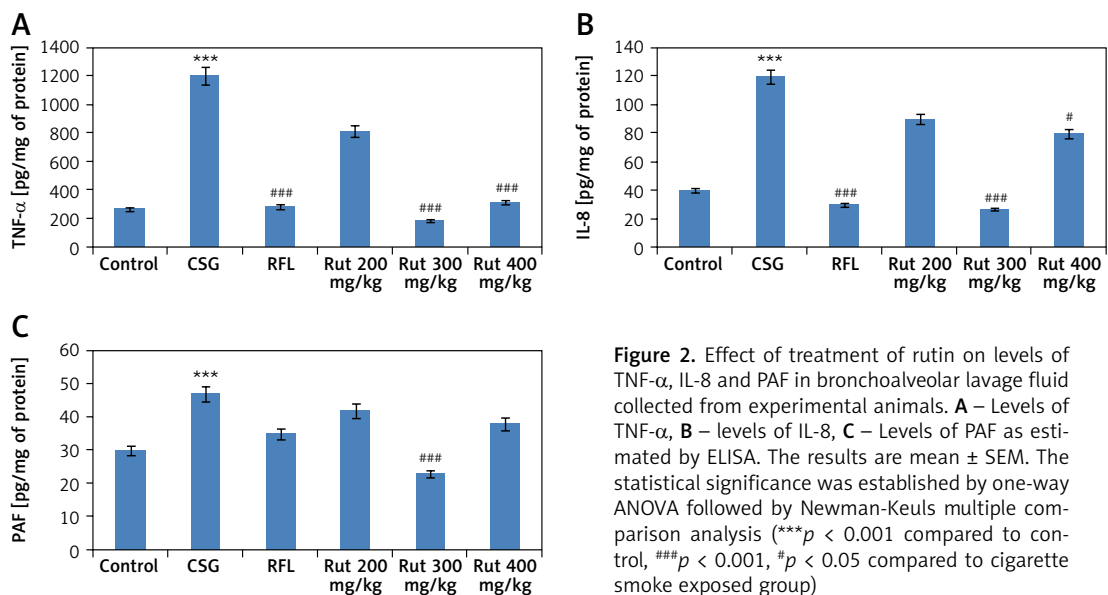 A
TNF-α [pg/mg of protein]
1400
1200
1000
800
600
400
200
0
***
###
###
###
Control CSG RFL Rut 200 Rut 300 Rut 400
mg/kg mg/kg mg/kg
B
IL-8 [pg/mg of protein]
140
120
100
80
60
40
20
0
***
###
###
#
Control CSG RFL Rut 200 Rut 300 Rut 400
mg/kg mg/kg mg/kg
C
PAF [pg/mg of protein]
60
50
40
30
20
10
0
***
###
Control CSG RFL Rut 200 Rut 300 Rut 400
mg/kg mg/kg mg/kg
Figure 2. Effect of treatment of rutin on levels of
TNF-α, IL-8 and PAF in bronchoalveolar lavage fluid
collected from experimental animals. A – Levels of
TNF-α, B – levels of IL-8, C – Levels of PAF as esti-
mated by ELISA. The results are mean ± SEM. The
statistical significance was established by one-way
ANOVA followed by Newman-Keuls multiple com-
parison analysis (***p < 0.001 compared to con-
trol, ###p < 0.001, #p < 0.05 compared to cigarette
smoke exposed group)